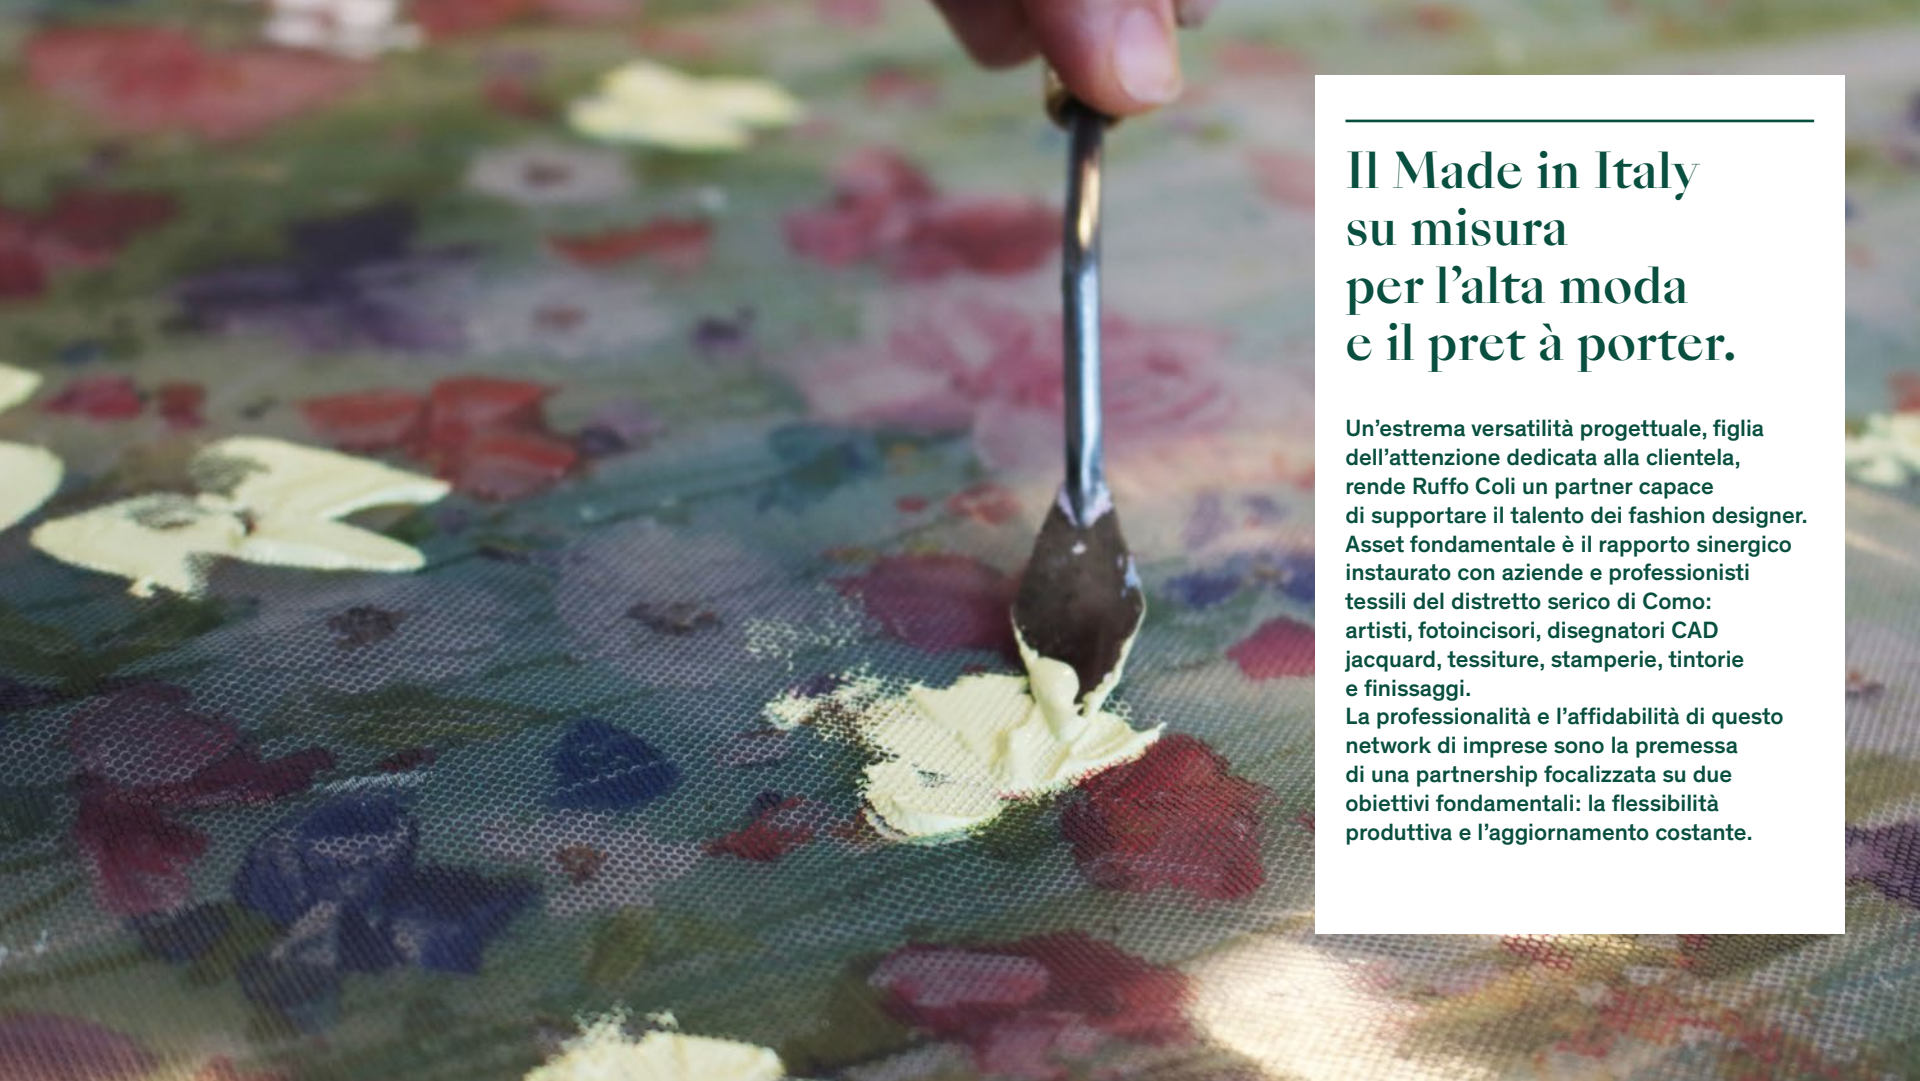 Il Made in Italy
su misura
per l’alta moda
e il pret à porter.
Un’estrema versatilità progettuale, figlia
dell’attenzione dedicata alla clientela,
rende Ruffo Coli un partner capace
di supportare il talento dei fashion designer.
Asset fondamentale è il rapporto sinergico
instaurato con aziende e professionisti
tessili del distretto serico di Como:
artisti, fotoincisori, disegnatori CAD
jacquard, tessiture, stamperie, tintorie
e finissaggi.
La professionalità e l’affidabilità di questo
network di imprese sono la premessa
di una partnership focalizzata su due
obiettivi fondamentali: la flessibilità
produttiva e l’aggiornamento costante.